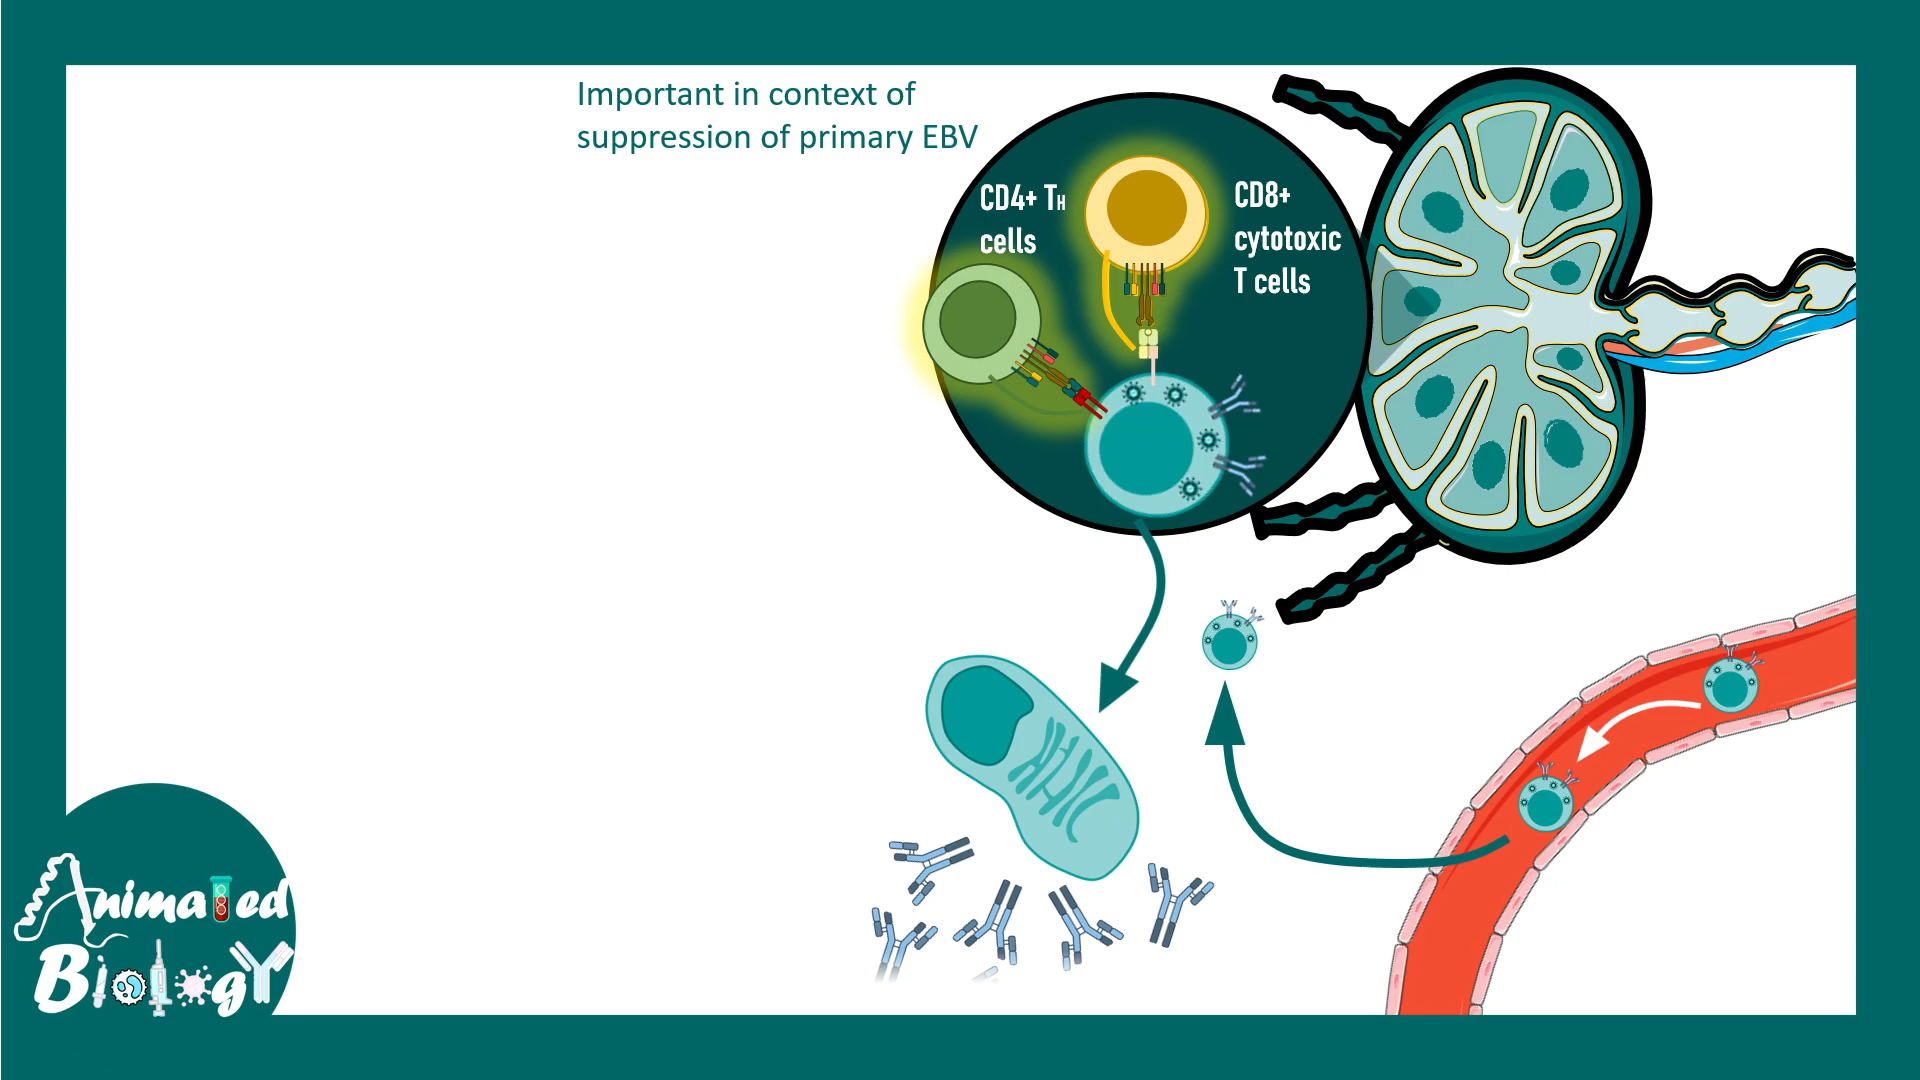 Important in context of
suppression of primary EBV
CD4+ TH
cells
CD8+
cytotoxic
T cells
Animated
Biology